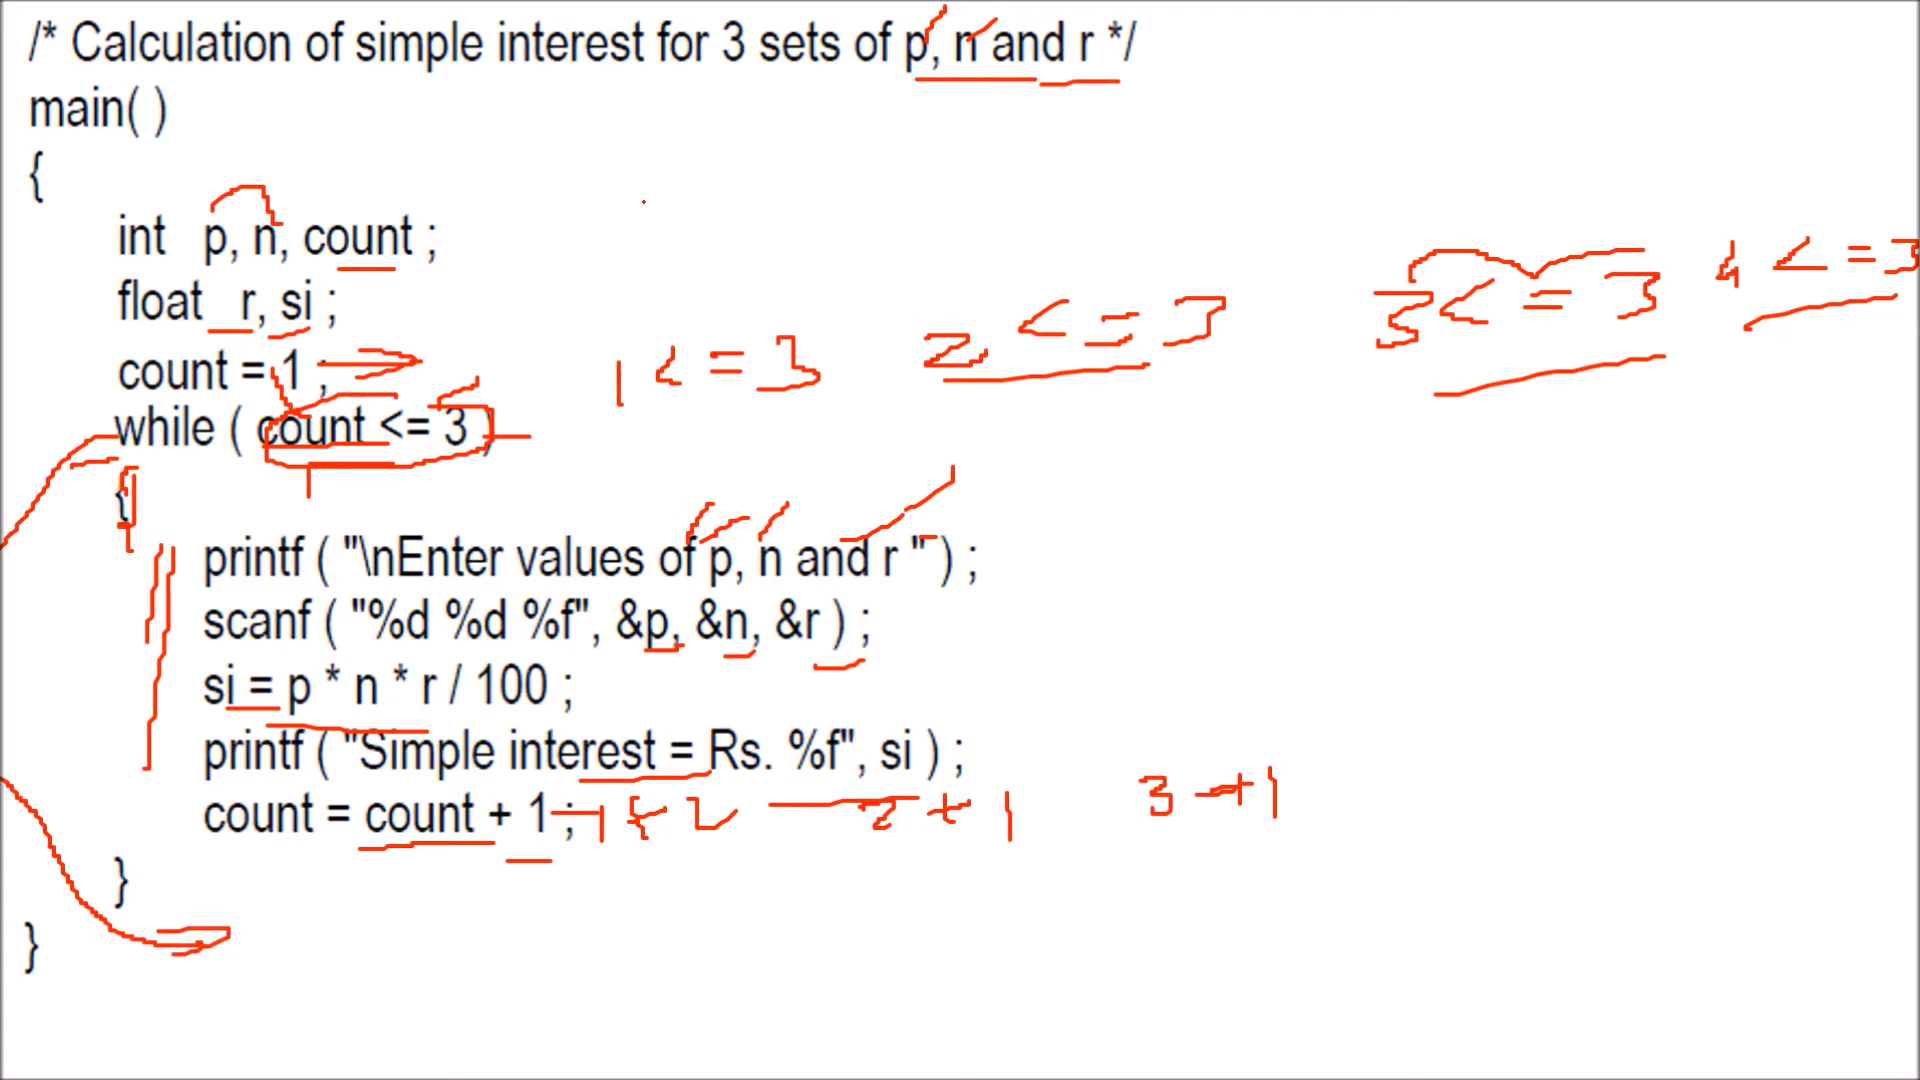 /* Calculation of simple interest for 3 sets of p, n and r */
main( )
{
int p, n, count ;
float r, si ;
count = 1 ;
1 <= 3
2 <= 3
3 <= 3
4 <= 3
while ( count <= 3 )
{
printf ( "\nEnter values of p, n and r " ) ;
scanf ( "%d %d %f", &p, &n, &r ) ;
si = p * n * r / 100 ;
printf ( "Simple interest = Rs. %f", si ) ;
count = count + 1 ;
2 + 1
3 + 1
}
}